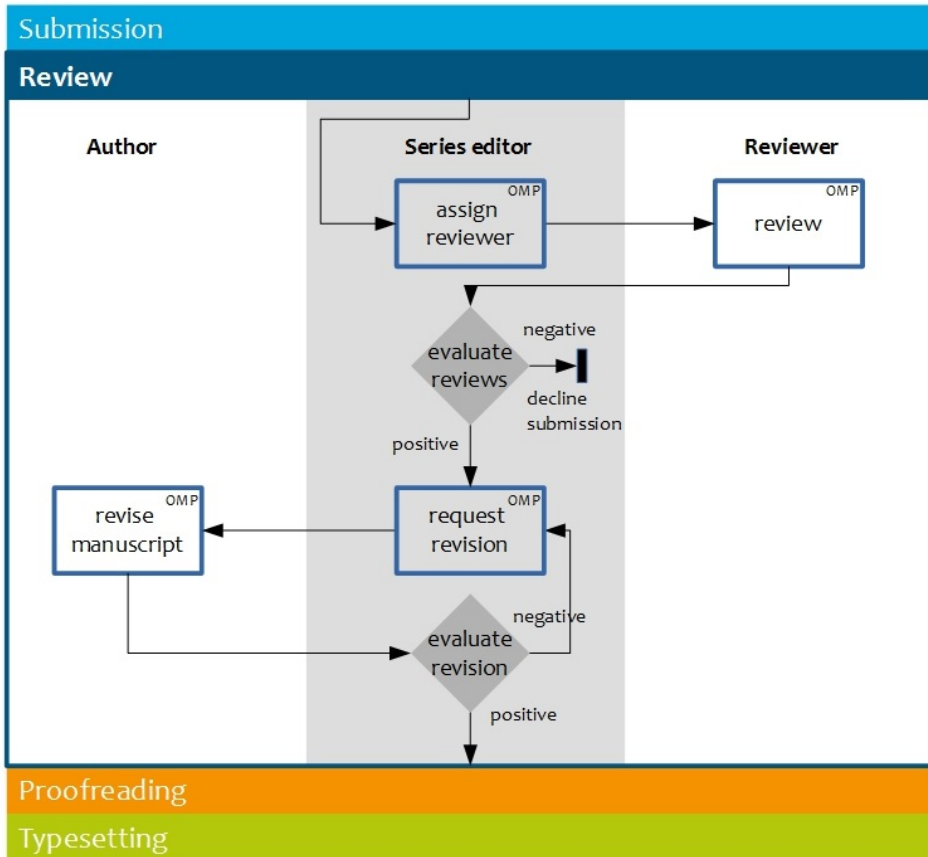 Submission
Review
Author
Series editor
Reviewer
OMP
assign
reviewer
OMP
review
evaluate
reviews
negative
decline
submission
positive
OMP
revise
manuscript
OMP
request
revision
evaluate
revision
negative
positive
Proofreading
Typesetting